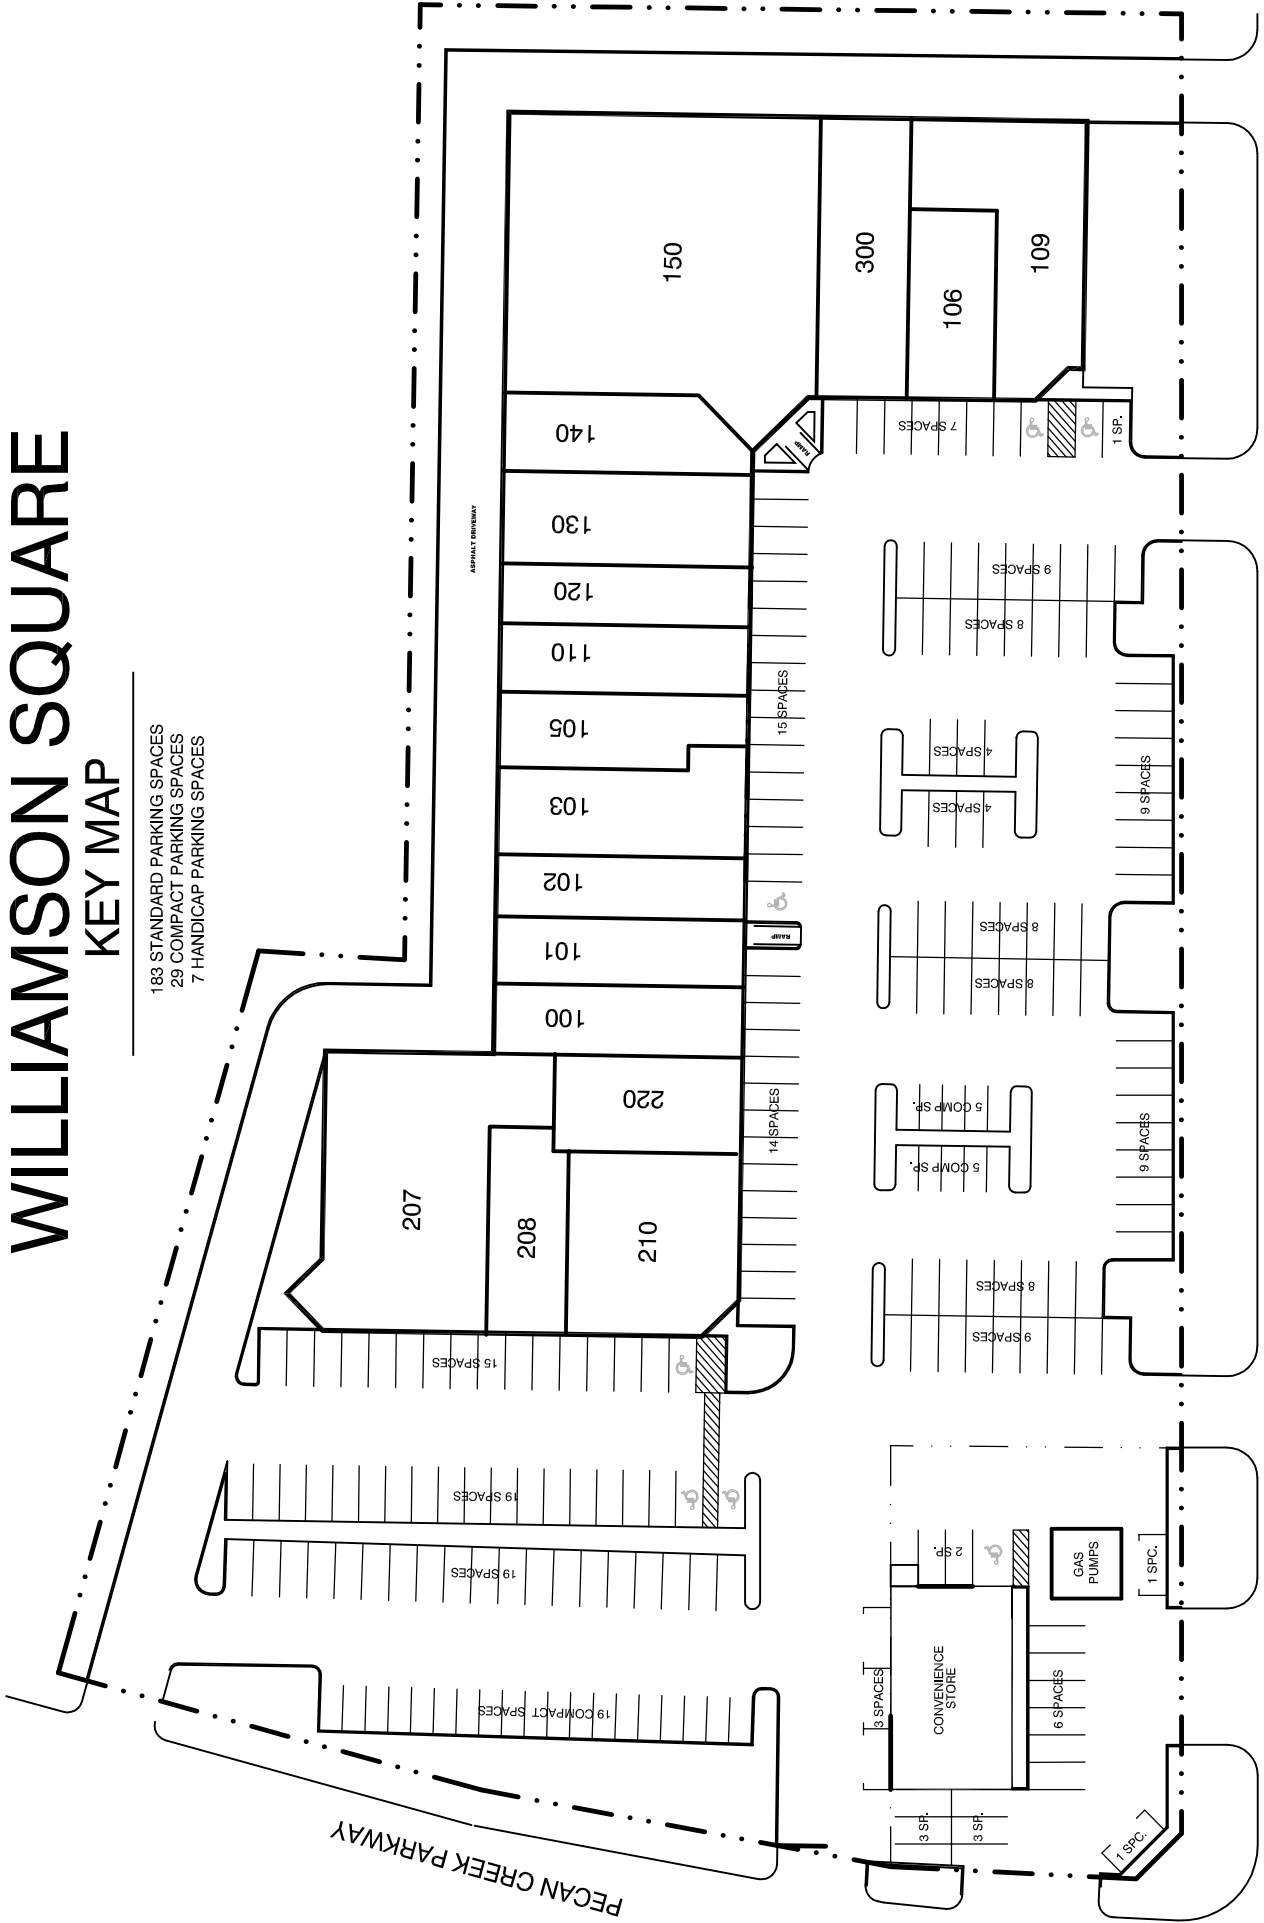 WILLIAMSON SQUARE
KEY MAP
183 STANDARD PARKING SPACES
29 COMPACT PARKING SPACES
7 HANDICAP PARKING SPACES
ASPHALT DRIVEWAY
150
300
106
109
140
130
120
110
105
103
102
101
100
220
207
208
210
RAMP
7 SPACES
1 SP.
15 SPACES
9 SPACES
8 SPACES
4 SPACES
4 SPACES
9 SPACES
RAMP
8 SPACES
8 SPACES
14 SPACES
5 COMP SP.
5 COMP SP.
9 SPACES
8 SPACES
9 SPACES
15 SPACES
19 SPACES
19 SPACES
19 COMPACT SPACES
2 SP.
GAS
PUMPS
1 SPC.
3 SPACES
CONVENIENCE
STORE
6 SPACES
3 SP.
3 SP.
1 SPC.
PECAN CREEK PARKWAY